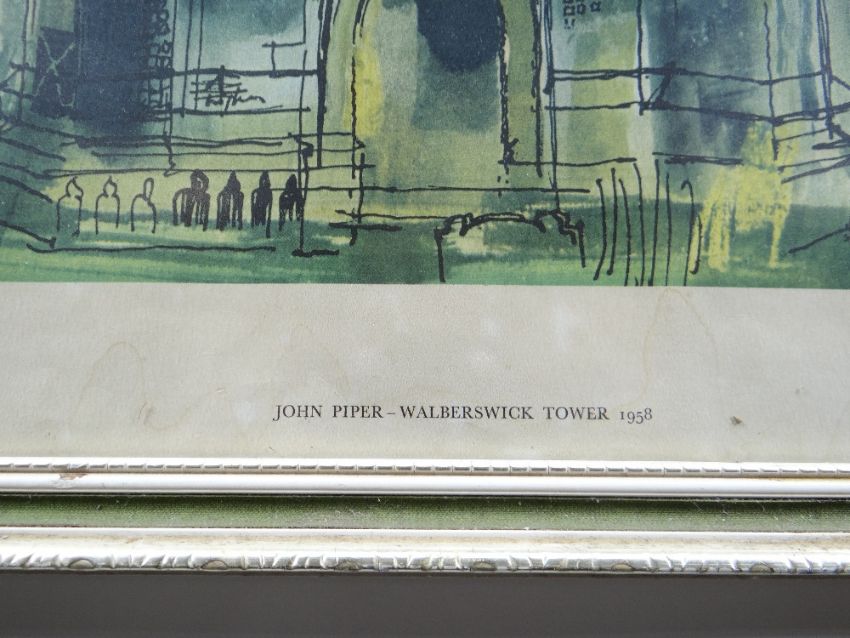 JOHN PIPER – WALBERSWICK TOWER 1958